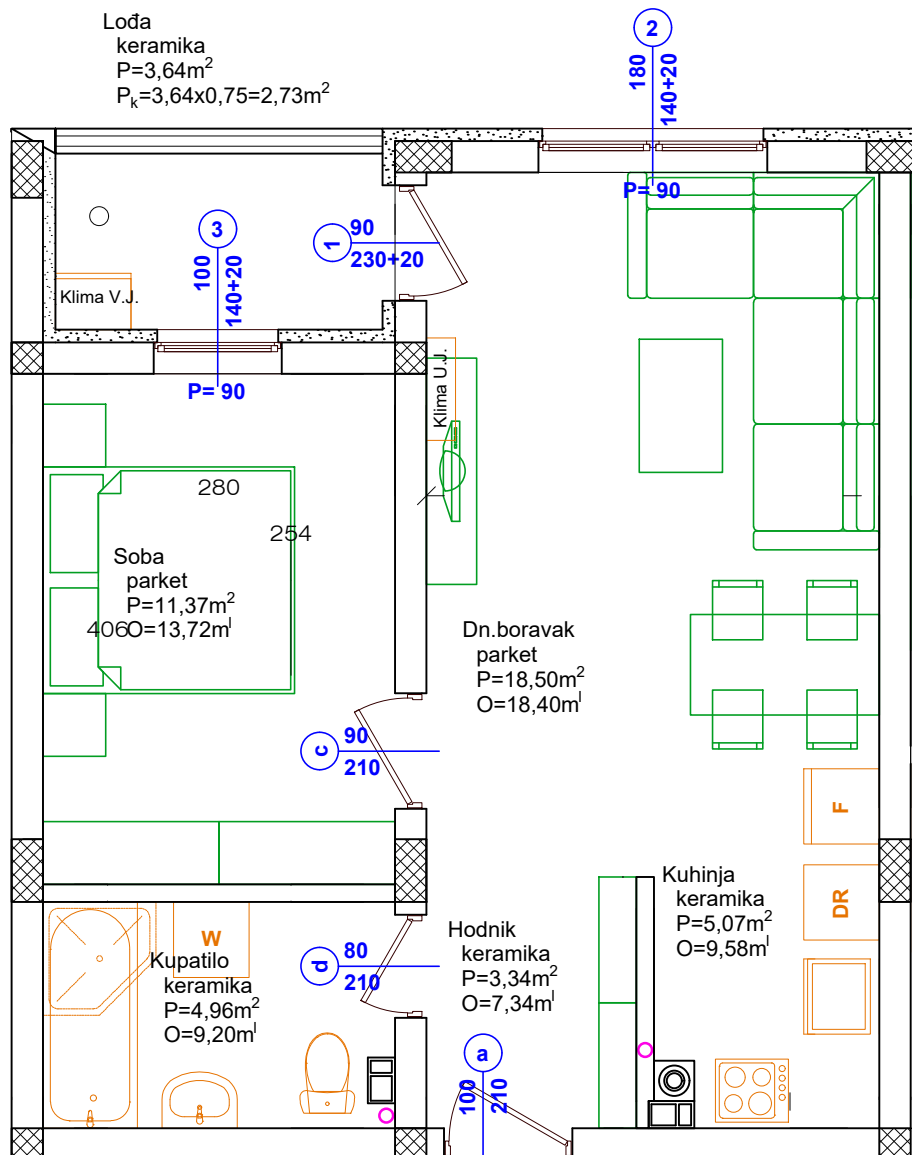 Lođa
keramika
P=3,64m²
Pₖ=3,64x0,75=2,73m²
2
180
140+20
P= 90
3
100
140+20
P= 90
1
90
230+20
Klima V.J.
Klima U.J.
280
254
406
Soba
parket
P=11,37m²
O=13,72mˡ
Dn.boravak
parket
P=18,50m²
O=18,40mˡ
c
90
210
F
DR
Kuhinja
keramika
P=5,07m²
O=9,58mˡ
Hodnik
keramika
P=3,34m²
O=7,34mˡ
d
80
210
W
Kupatilo
keramika
P=4,96m²
O=9,20mˡ
a
100
210